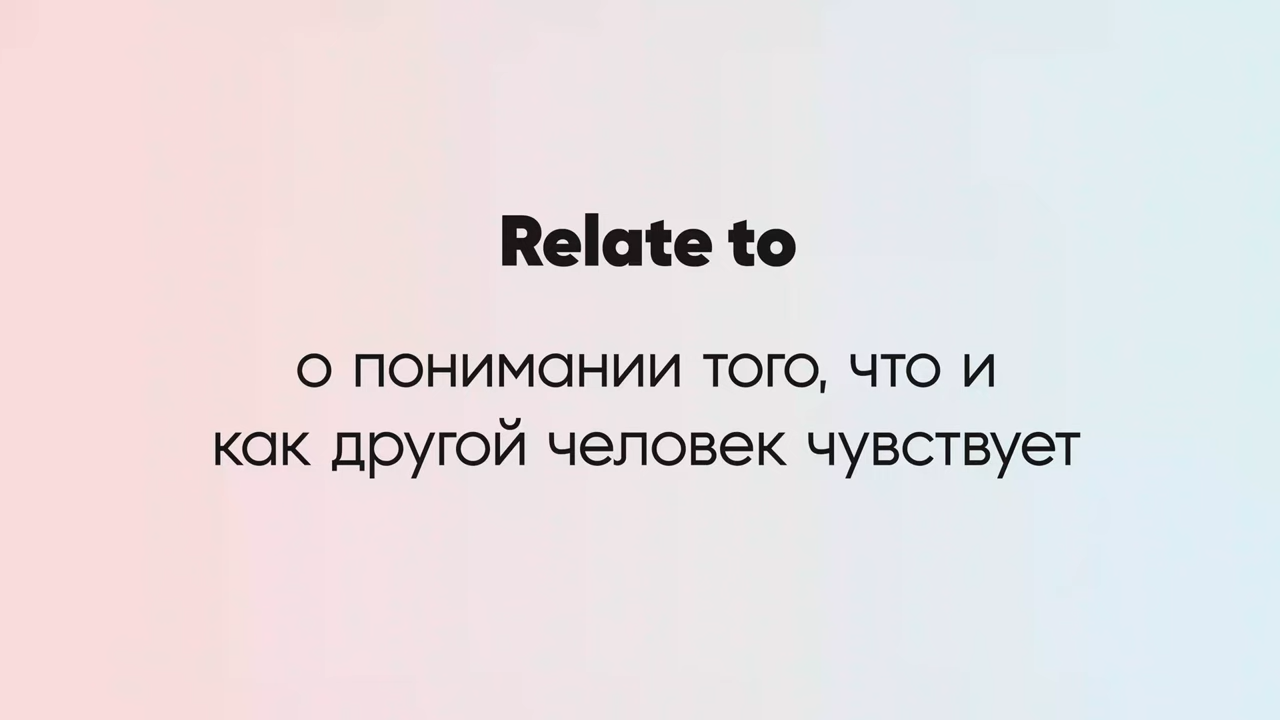 Relate to
о понимании того, что и
как другой человек чувствует